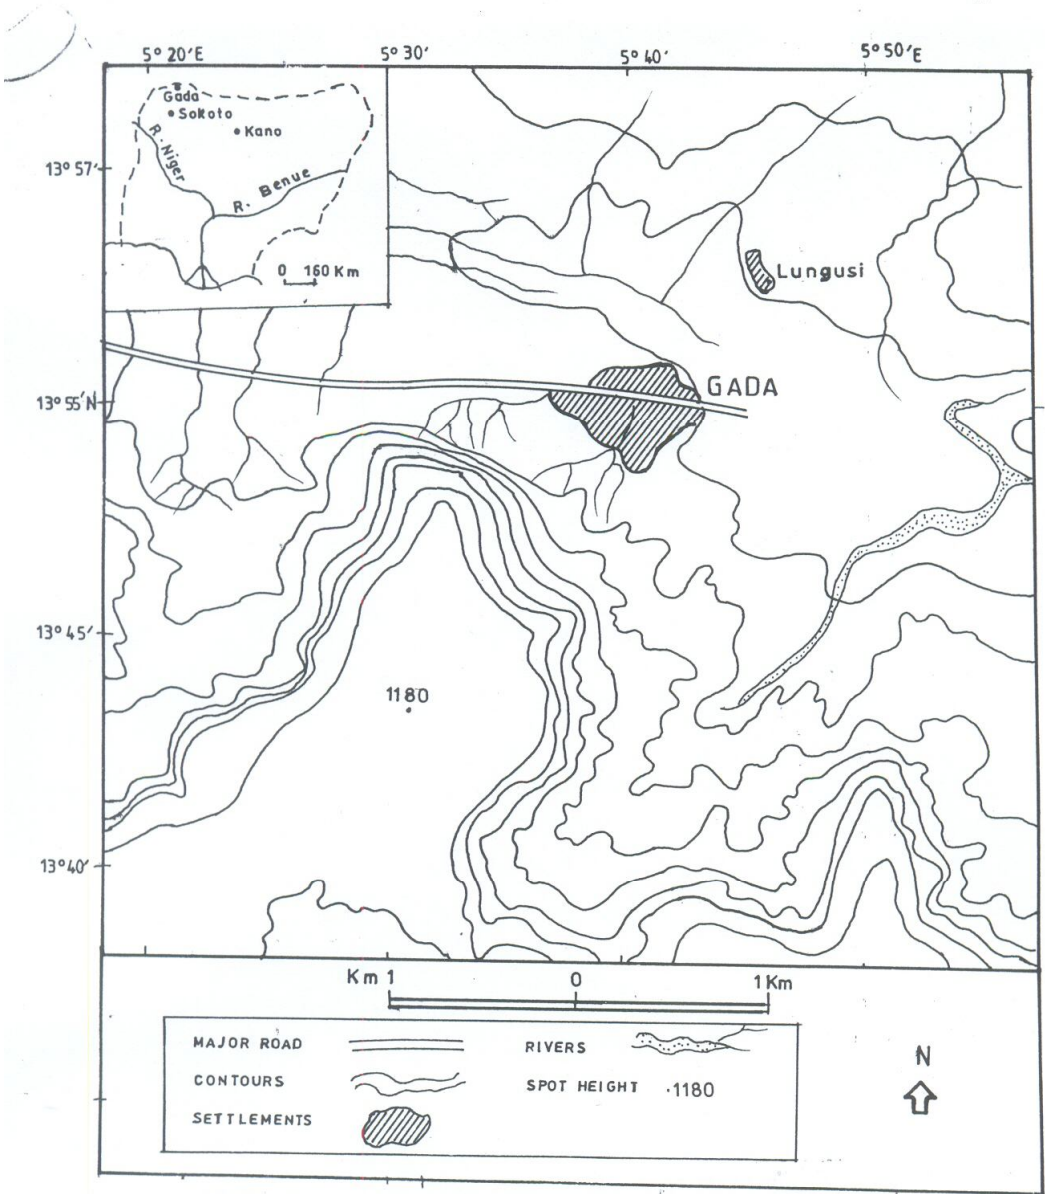 5° 20′E 5° 30′ 5° 40′ 5° 50′E
Gada
Sokoto
Kano
R. Niger
R. Benue
0 160 Km
13° 57′
Lungusi
GADA
13° 55′N
13° 45′
1180
13° 40′
Km 1 0 1 Km
MAJOR ROAD
RIVERS
CONTOURS
SPOT HEIGHT .1180
SETTLEMENTS
N